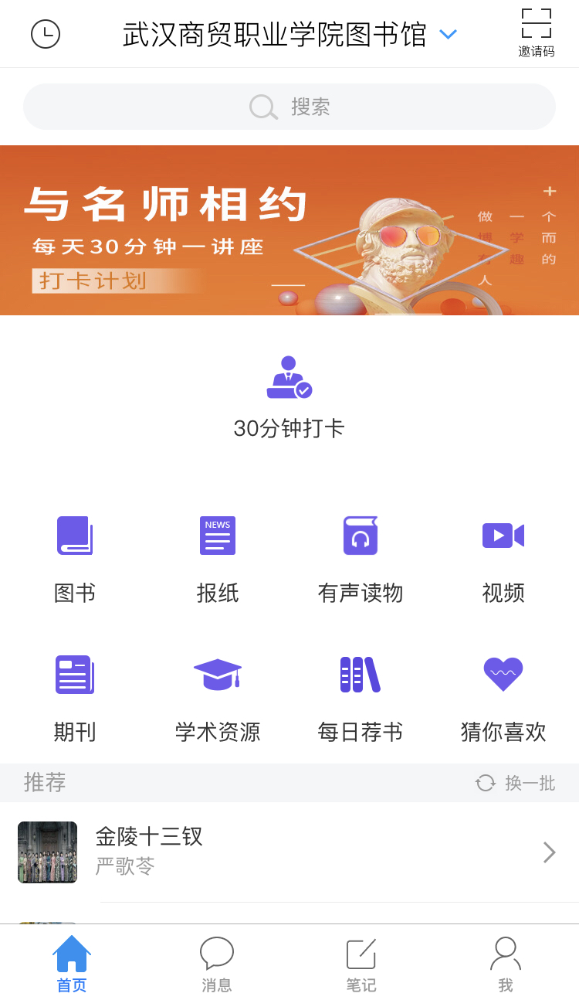 武汉商贸职业学院图书馆
邀请码
搜索
与名师相约
每天30分钟一讲座
打卡计划
做一个
博学而
有趣的
人
30分钟打卡
NEWS
图书 报纸 有声读物 视频
期刊 学术资源 每日荐书 猜你喜欢
推荐 换一批
金陵十三钗
严歌苓
首页 消息 笔记 我